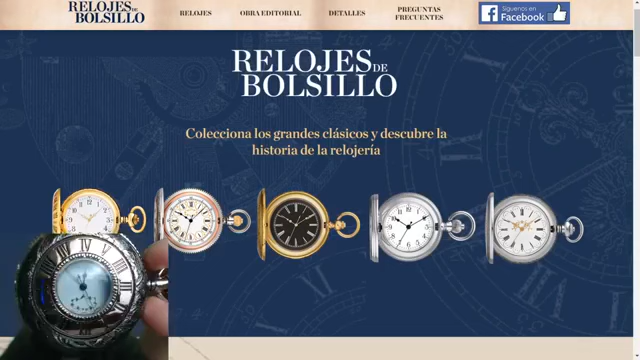 RELOJES DE
BOLSILLO
RELOJES
OBRA EDITORIAL
DETALLES
PREGUNTAS
FRECUENTES
Síguenos en
Facebook
RELOJES DE
BOLSILLO
Colecciona los grandes clásicos y descubre la
historia de la relojería